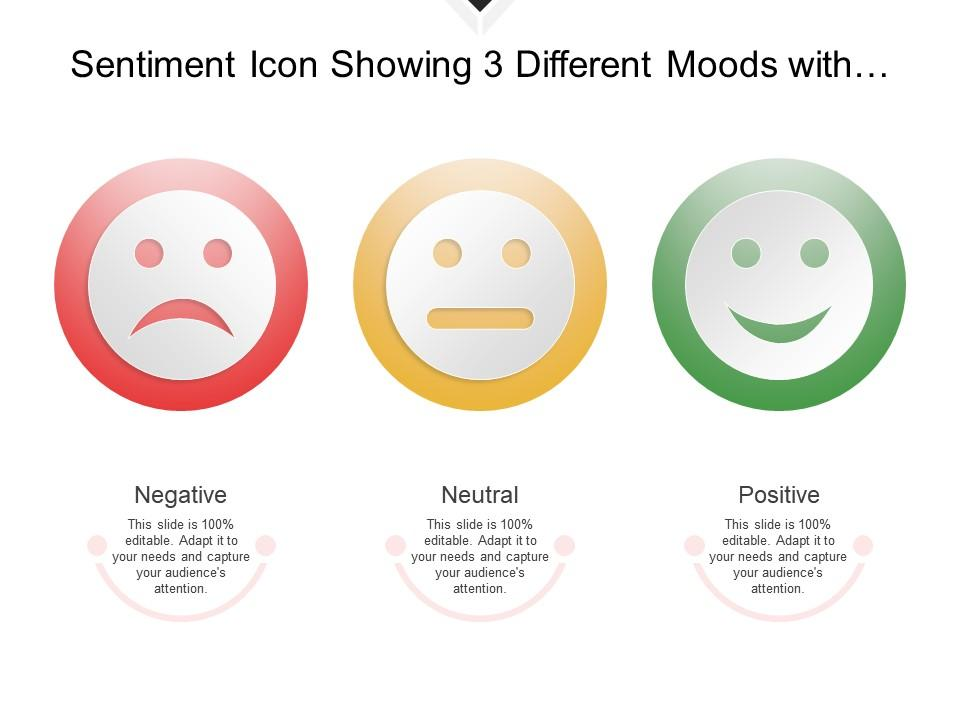 Sentiment Icon Showing 3 Different Moods with…
Negative
This slide is 100%
editable. Adapt it to
your needs and capture
your audience's
attention.
Neutral
This slide is 100%
editable. Adapt it to
your needs and capture
your audience's
attention.
Positive
This slide is 100%
editable. Adapt it to
your needs and capture
your audience's
attention.